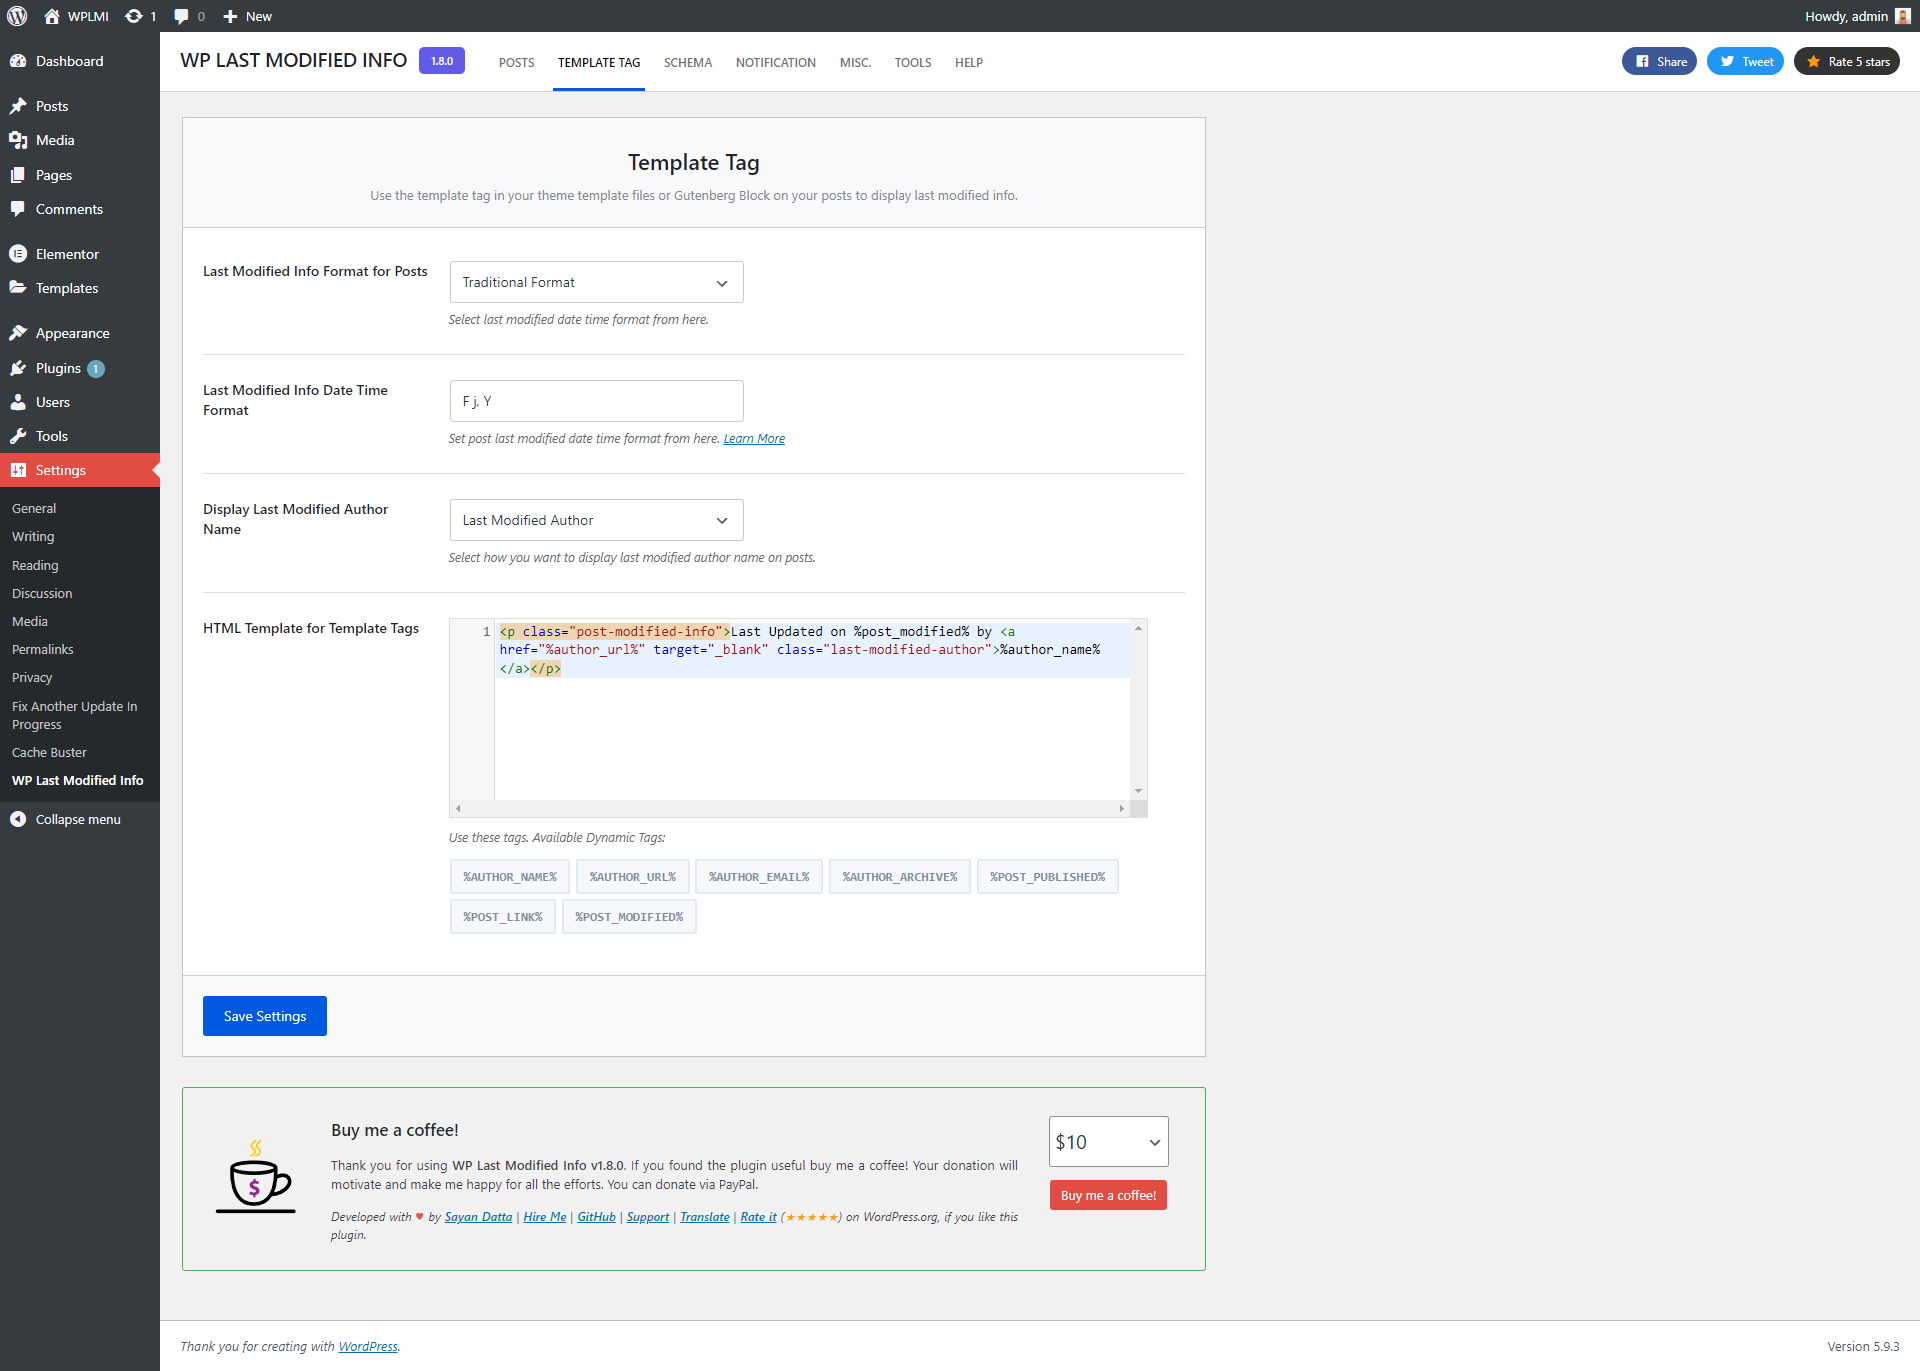 WPLMI 1 0 New Howdy, admin
Dashboard
Posts
Media
Pages
Comments
Elementor
Templates
Appearance
Plugins 1
Users
Tools
Settings
General
Writing
Reading
Discussion
Media
Permalinks
Privacy
Fix Another Update In
Progress
Cache Buster
WP Last Modified Info
Collapse menu
WP LAST MODIFIED INFO 1.8.0 POSTS TEMPLATE TAG SCHEMA NOTIFICATION MISC. TOOLS HELP Share Tweet Rate 5 stars
Template Tag
Use the template tag in your theme template files or Gutenberg Block on your posts to display last modified info.
Last Modified Info Format for Posts
Traditional Format
Select last modified date time format from here.
Last Modified Info Date Time
Format
F j, Y
Set post last modified date time format from here. Learn More
Display Last Modified Author
Name
Last Modified Author
Select how you want to display last modified author name on posts.
HTML Template for Template Tags
1 <p class="post-modified-info">Last Updated on %post_modified% by <a
href="%author_url%" target="_blank" class="last-modified-author">%author_name%
</a></p>
Use these tags. Available Dynamic Tags:
%AUTHOR_NAME% %AUTHOR_URL% %AUTHOR_EMAIL% %AUTHOR_ARCHIVE% %POST_PUBLISHED%
%POST_LINK% %POST_MODIFIED%
Save Settings
$
Buy me a coffee!
Thank you for using WP Last Modified Info v1.8.0. If you found the plugin useful buy me a coffee! Your donation will
motivate and make me happy for all the efforts. You can donate via PayPal.
Developed with ♥ by Sayan Datta | Hire Me | GitHub | Support | Translate | Rate it (★★★★★) on WordPress.org, if you like this
plugin.
$10
Buy me a coffee!
Thank you for creating with WordPress.
Version 5.9.3